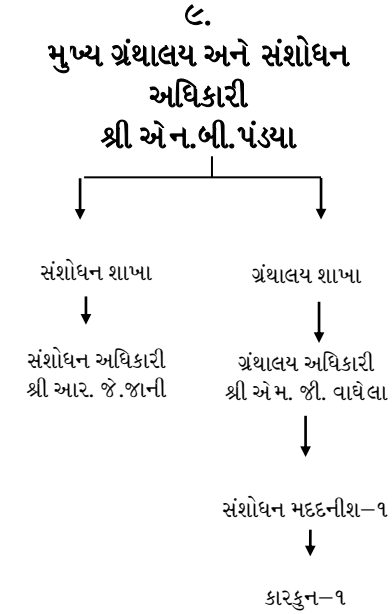 ૯.
મુખ્ય ગ્રંથાલય અને સંશોધન
અધિકારી
શ્રી એન.બી.પંડયા
સંશોધન શાખા
ગ્રંથાલય શાખા
સંશોધન અધિકારી
શ્રી આર. જે.જાની
ગ્રંથાલય અધિકારી
શ્રી એમ. જી. વાઘેલા
સંશોધન મદદનીશ–૧
કારકુન–૧